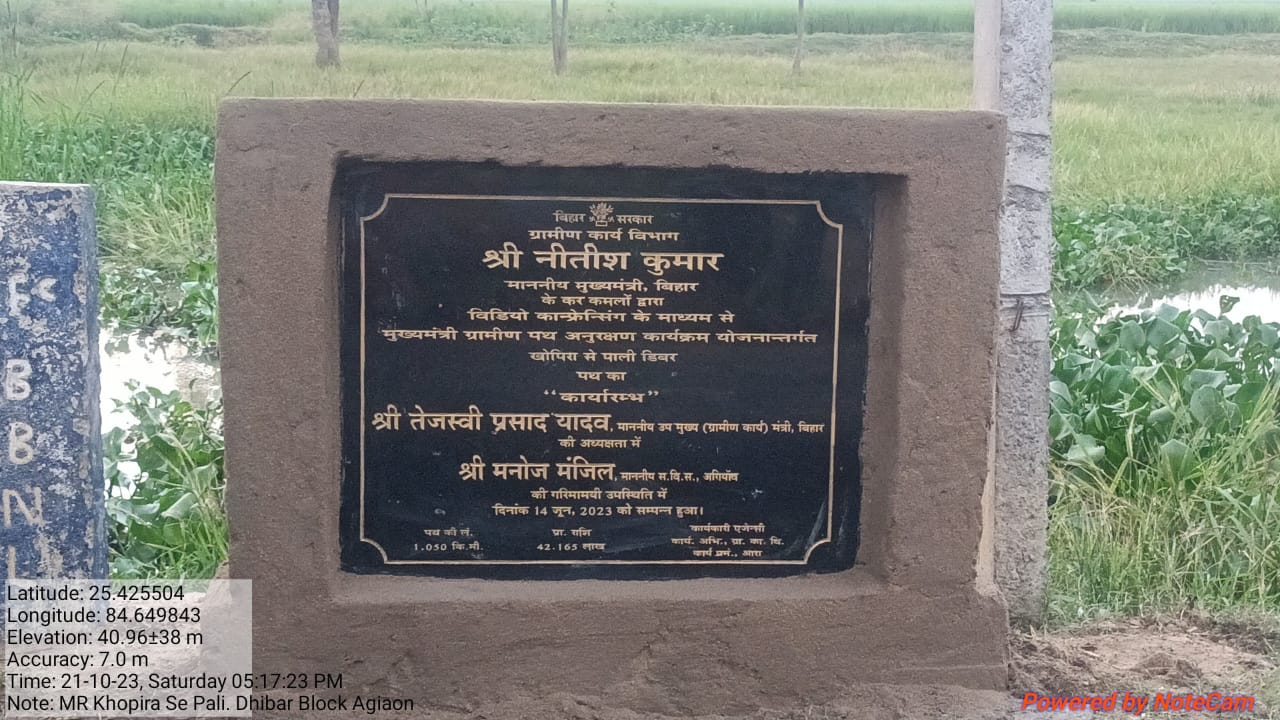 बिहार सरकार
ग्रामीण कार्य विभाग
श्री नीतीश कुमार
माननीय मुख्यमंत्री, बिहार
के कर कमलों द्वारा
विडियो कान्फ्रेन्सिंग के माध्यम से
मुख्यमंत्री ग्रामीण पथ अनुरक्षण कार्यक्रम योजनान्तर्गत
खोपिरा से पाली डिबर
पथ का
"कार्यारम्भ"
श्री तेजस्वी प्रसाद यादव, माननीय उप मुख्य (ग्रामीण कार्य) मंत्री, बिहार
की अध्यक्षता में
श्री मनोज मंजिल, माननीय स.वि.स., अगियाँव
की गरिमामयी उपस्थिति में
दिनांक 14 जून, 2023 को सम्पन्न हुआ।
पथ की लं. प्रा. राशि कार्यकारी एजेन्सी
1.050 कि.मी. 42.165 लाख कार्य. अभि., ग्रा. का. वि.
कार्य प्रमं., आरा
B
B
N
L
Latitude: 25.425504
Longitude: 84.649843
Elevation: 40.96±38 m
Accuracy: 7.0 m
Time: 21-10-23, Saturday 05:17:23 PM
Note: MR Khopira Se Pali. Dhibar Block Agiaon
Powered by NoteCam